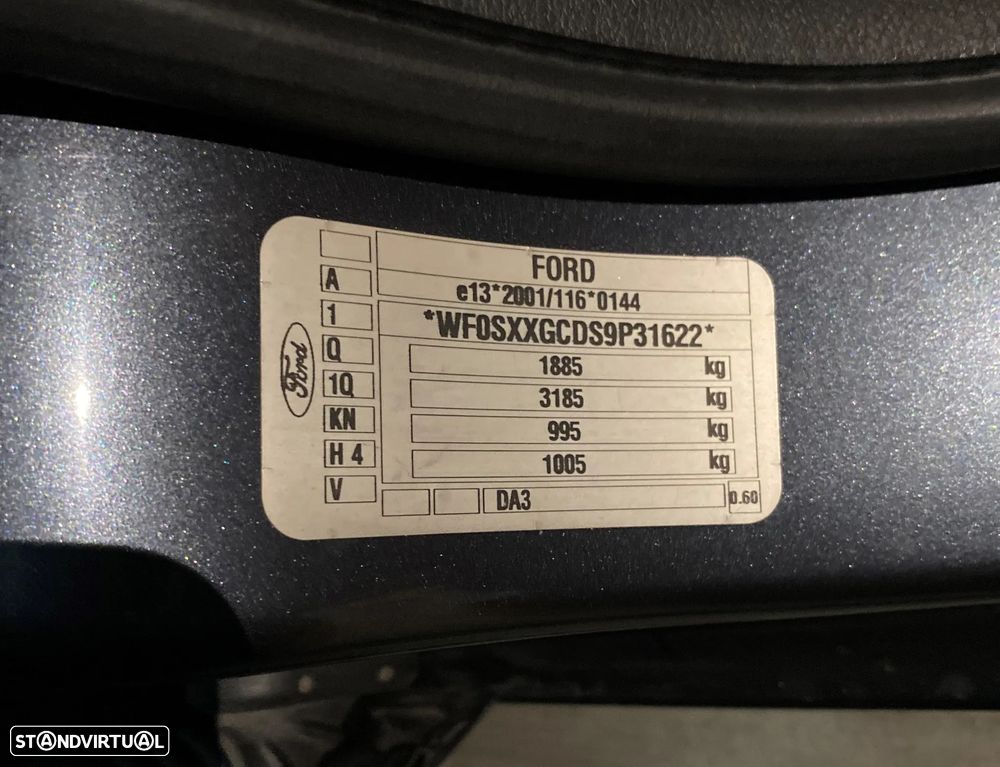 FORD
A
e13*2001/116*0144
1
*WF0SXXGCDS9P31622*
Q
1885 kg
1Q
3185 kg
KN
995 kg
H 4
1005 kg
V
DA3
0.60
Ford
STANDVIRTUAL